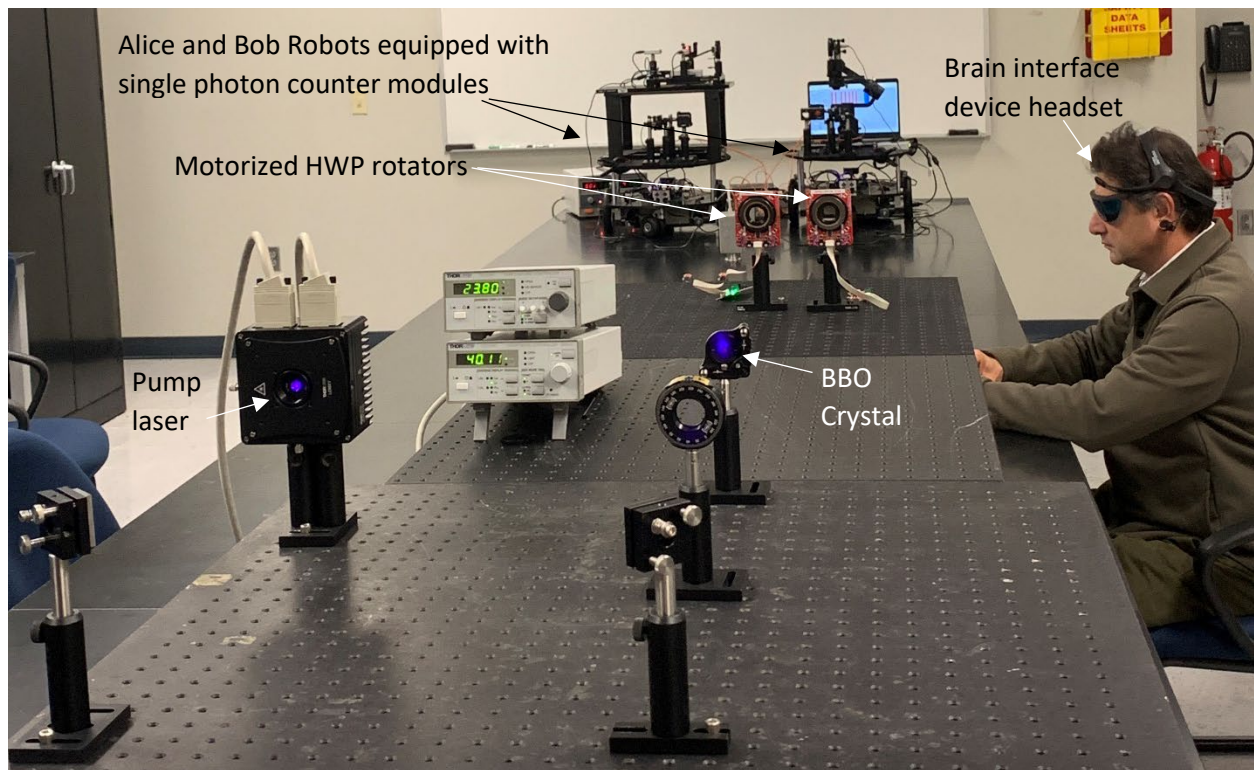 Alice and Bob Robots equipped with
single photon counter modules
Motorized HWP rotators
Brain interface
device headset
DATA
SHEETS
THORLABS
23.80
THORLABS
40.11
Pump
laser
BBO
Crystal